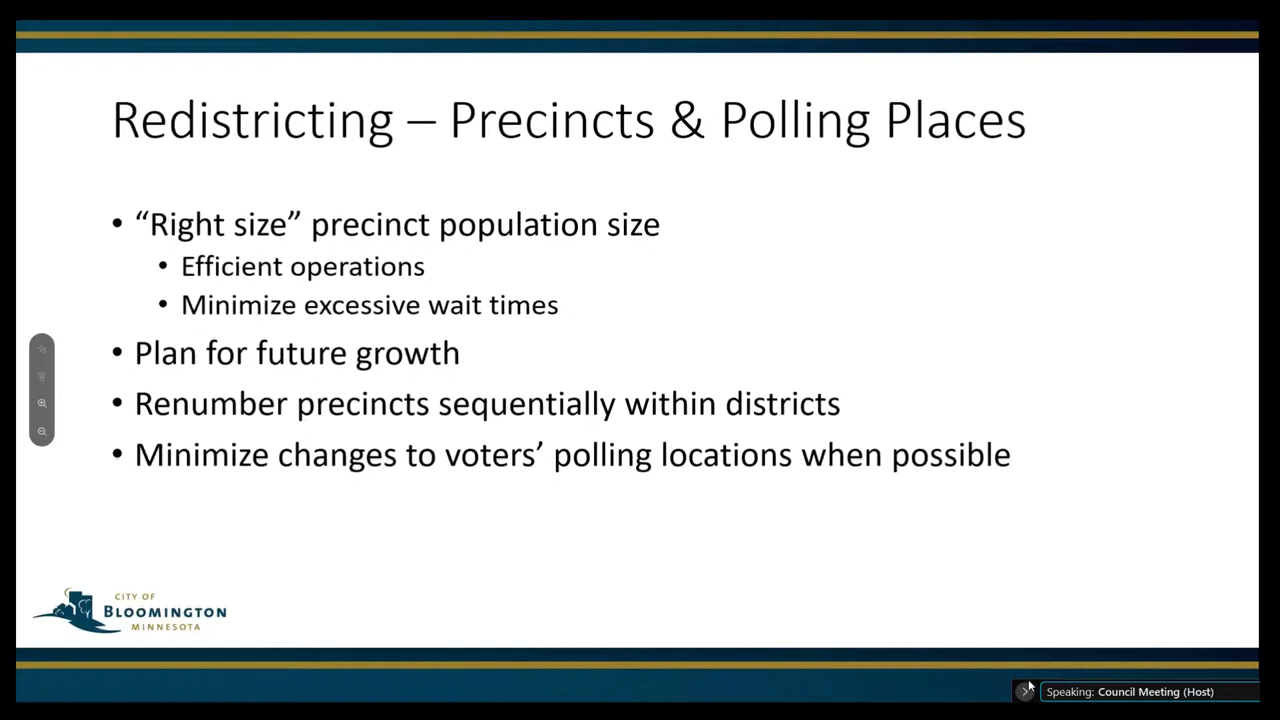 Redistricting – Precincts & Polling Places
• “Right size” precinct population size
• Efficient operations
• Minimize excessive wait times
• Plan for future growth
• Renumber precincts sequentially within districts
• Minimize changes to voters’ polling locations when possible
CITY OF
BLOOMINGTON
MINNESOTA
Speaking: Council Meeting (Host)